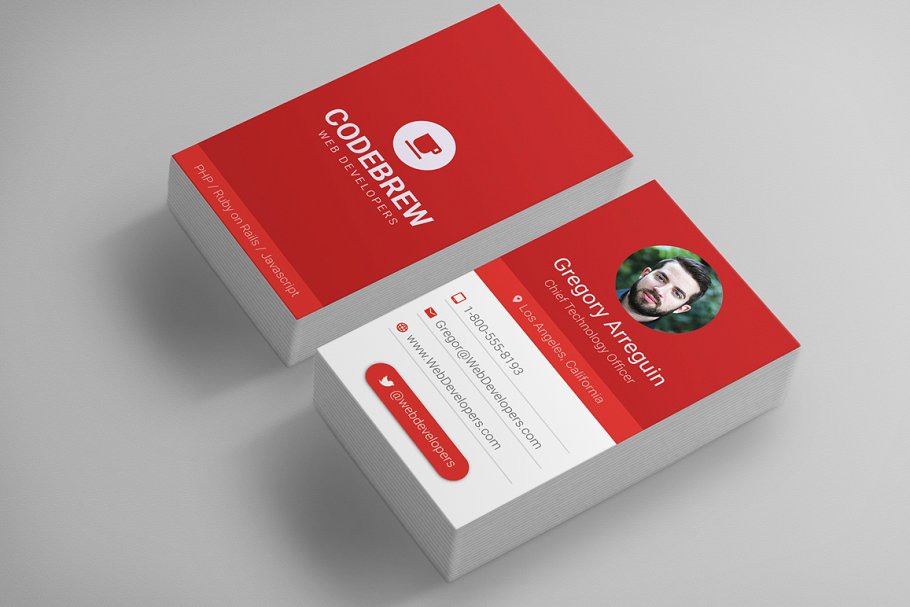 CODEBREW
WEB DEVELOPERS
PHP / Ruby on Rails / Javascript
Gregory Arreguin
Chief Technology Officer
Los Angeles, California
1-800-555-8193
Gregor@WebDevelopers.com
www.WebDevelopers.com
@webdevelopers